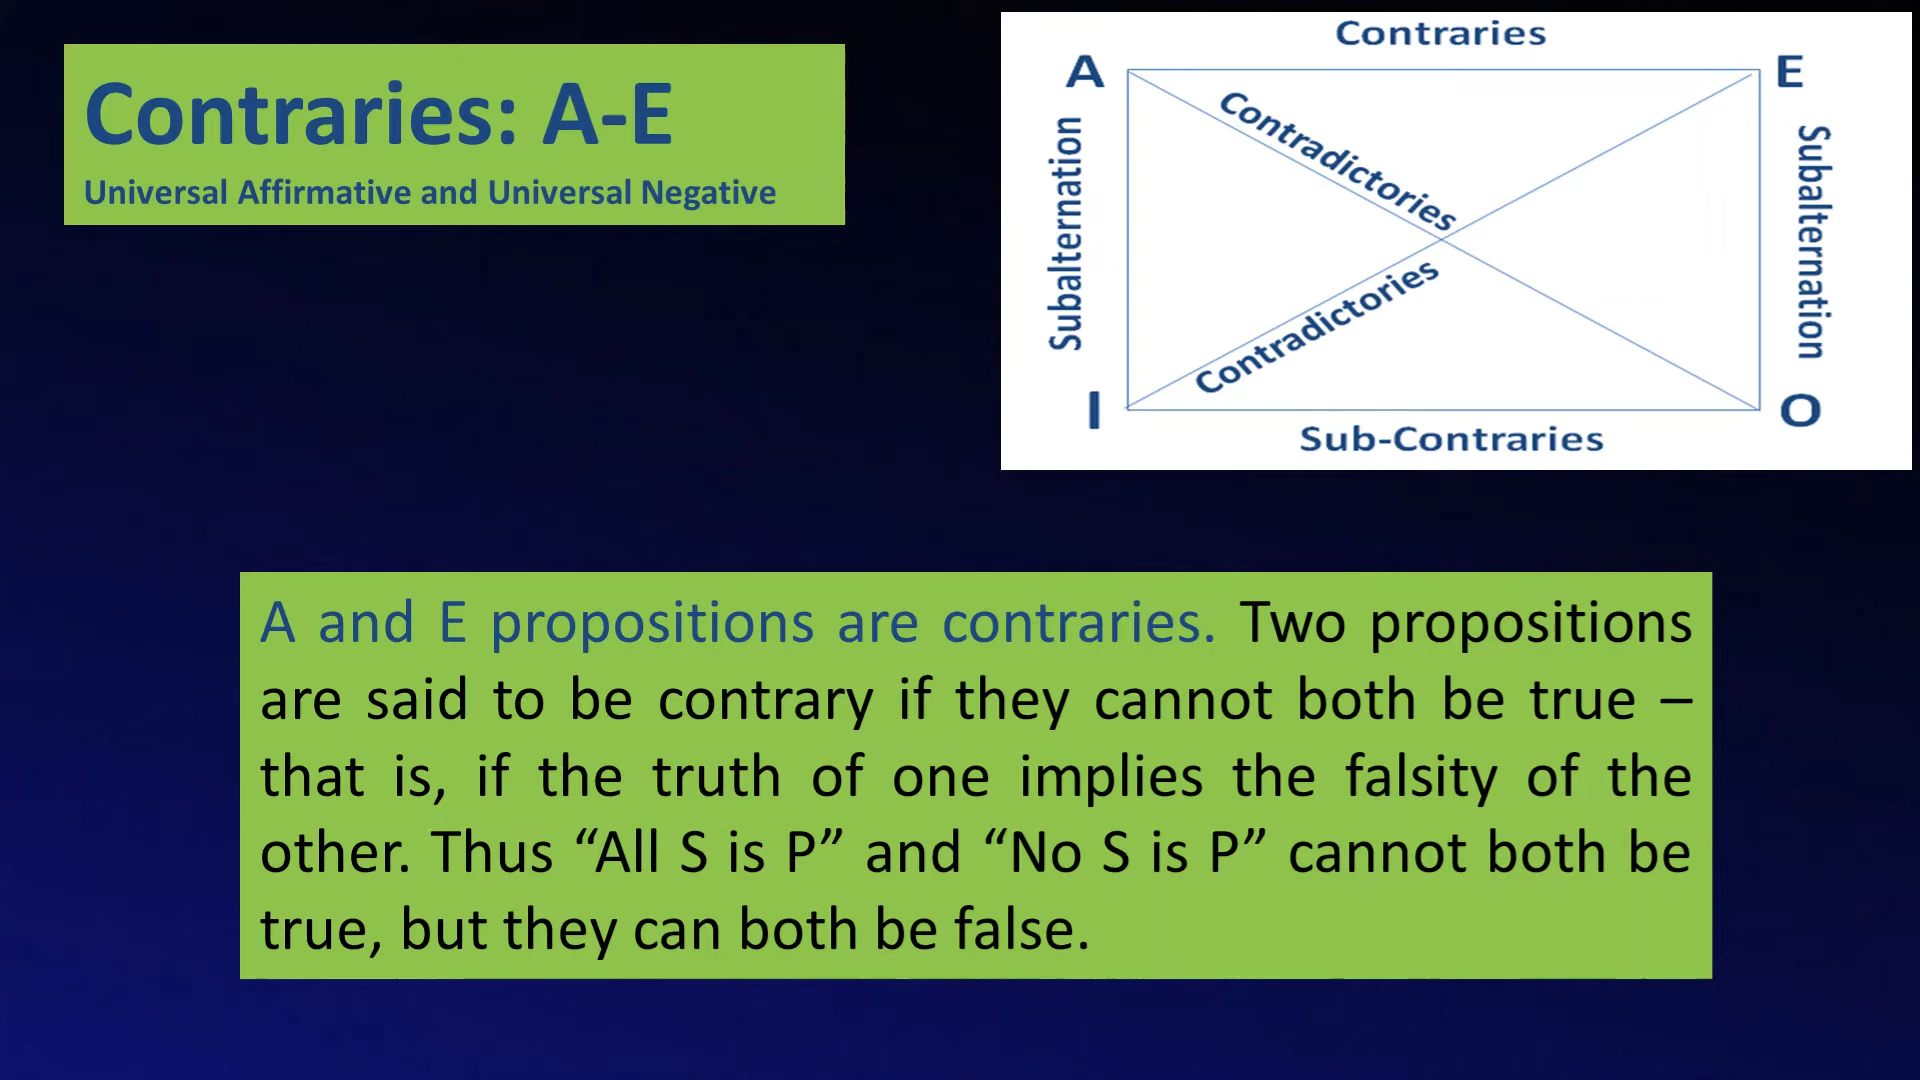 Contraries: A-E
Universal Affirmative and Universal Negative
Contraries
A
E
Contradictories
Subalternation
Subalternation
Contradictories
I
O
Sub-Contraries
A and E propositions are contraries. Two propositions
are said to be contrary if they cannot both be true –
that is, if the truth of one implies the falsity of the
other. Thus “All S is P” and “No S is P” cannot both be
true, but they can both be false.